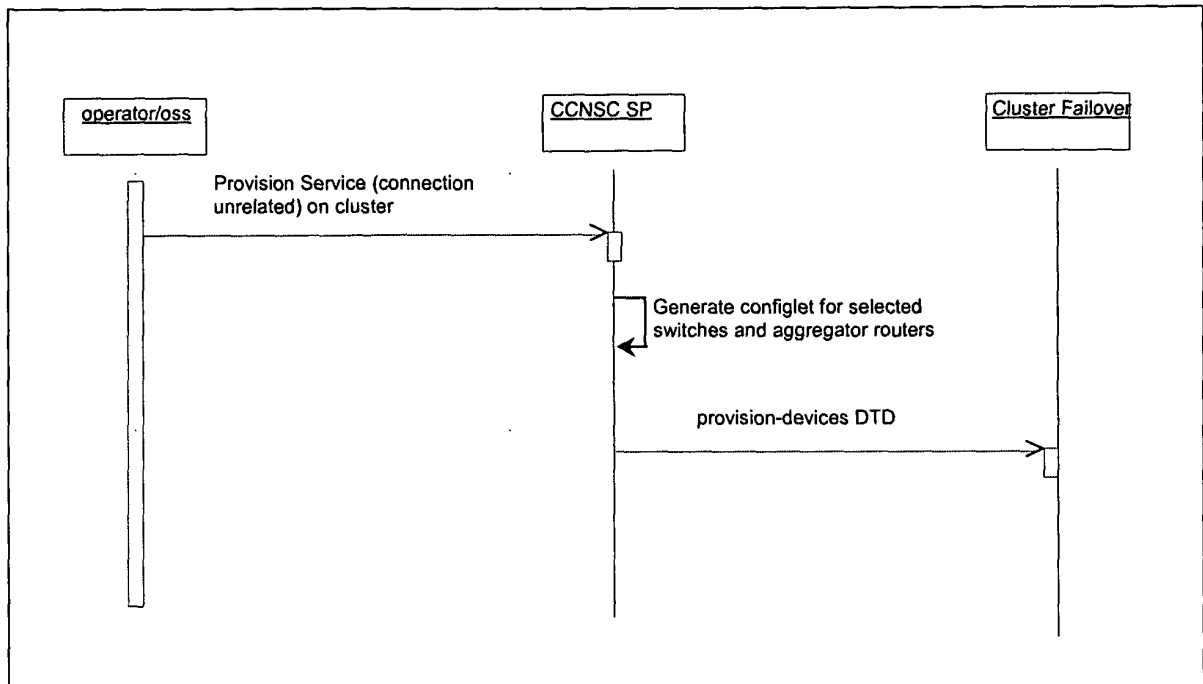 operator/oss
CCNSC SP
Cluster Failover
Provision Service (connection
unrelated) on cluster
Generate configlet for selected
switches and aggregator routers
provision-devices DTD